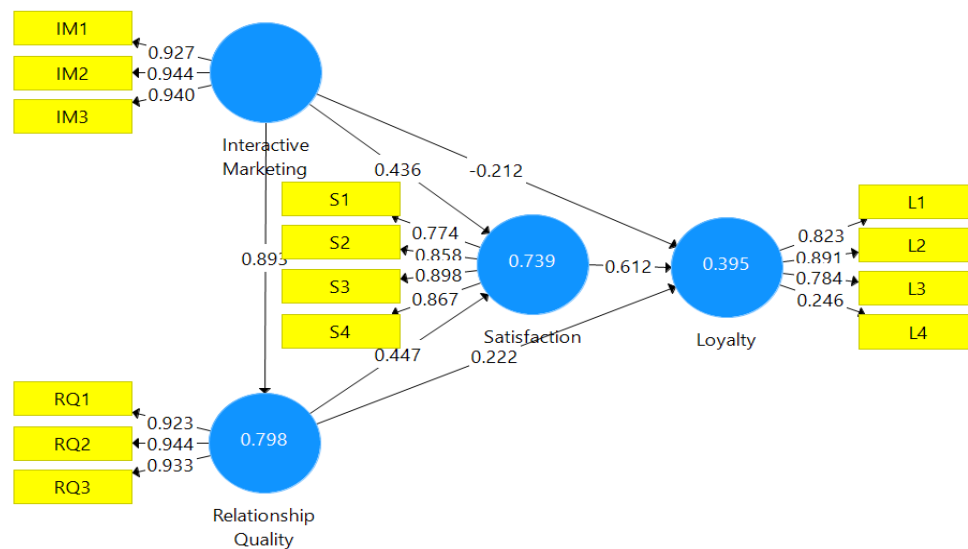 IM1
0.927
IM2
0.944
IM3
0.940
Interactive
Marketing
0.436
-0.212
S1
0.774
S2
0.858
S3
0.898
S4
0.867
0.893
0.739
0.612
0.395
Satisfaction
Loyalty
L1
0.823
L2
0.891
L3
0.784
L4
0.246
0.447
0.222
RQ1
0.923
RQ2
0.944
RQ3
0.933
0.798
Relationship
Quality